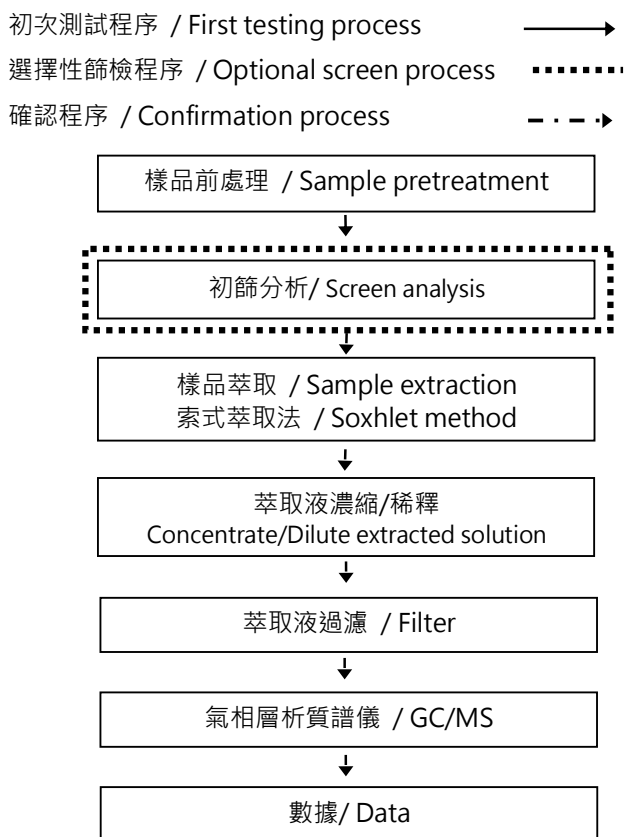 初次測試程序 / First testing process
選擇性篩檢程序 / Optional screen process
確認程序 / Confirmation process
樣品前處理 / Sample pretreatment
初篩分析/ Screen analysis
樣品萃取 / Sample extraction
索式萃取法 / Soxhlet method
萃取液濃縮/稀釋
Concentrate/Dilute extracted solution
萃取液過濾 / Filter
氣相層析質譜儀 / GC/MS
數據/ Data